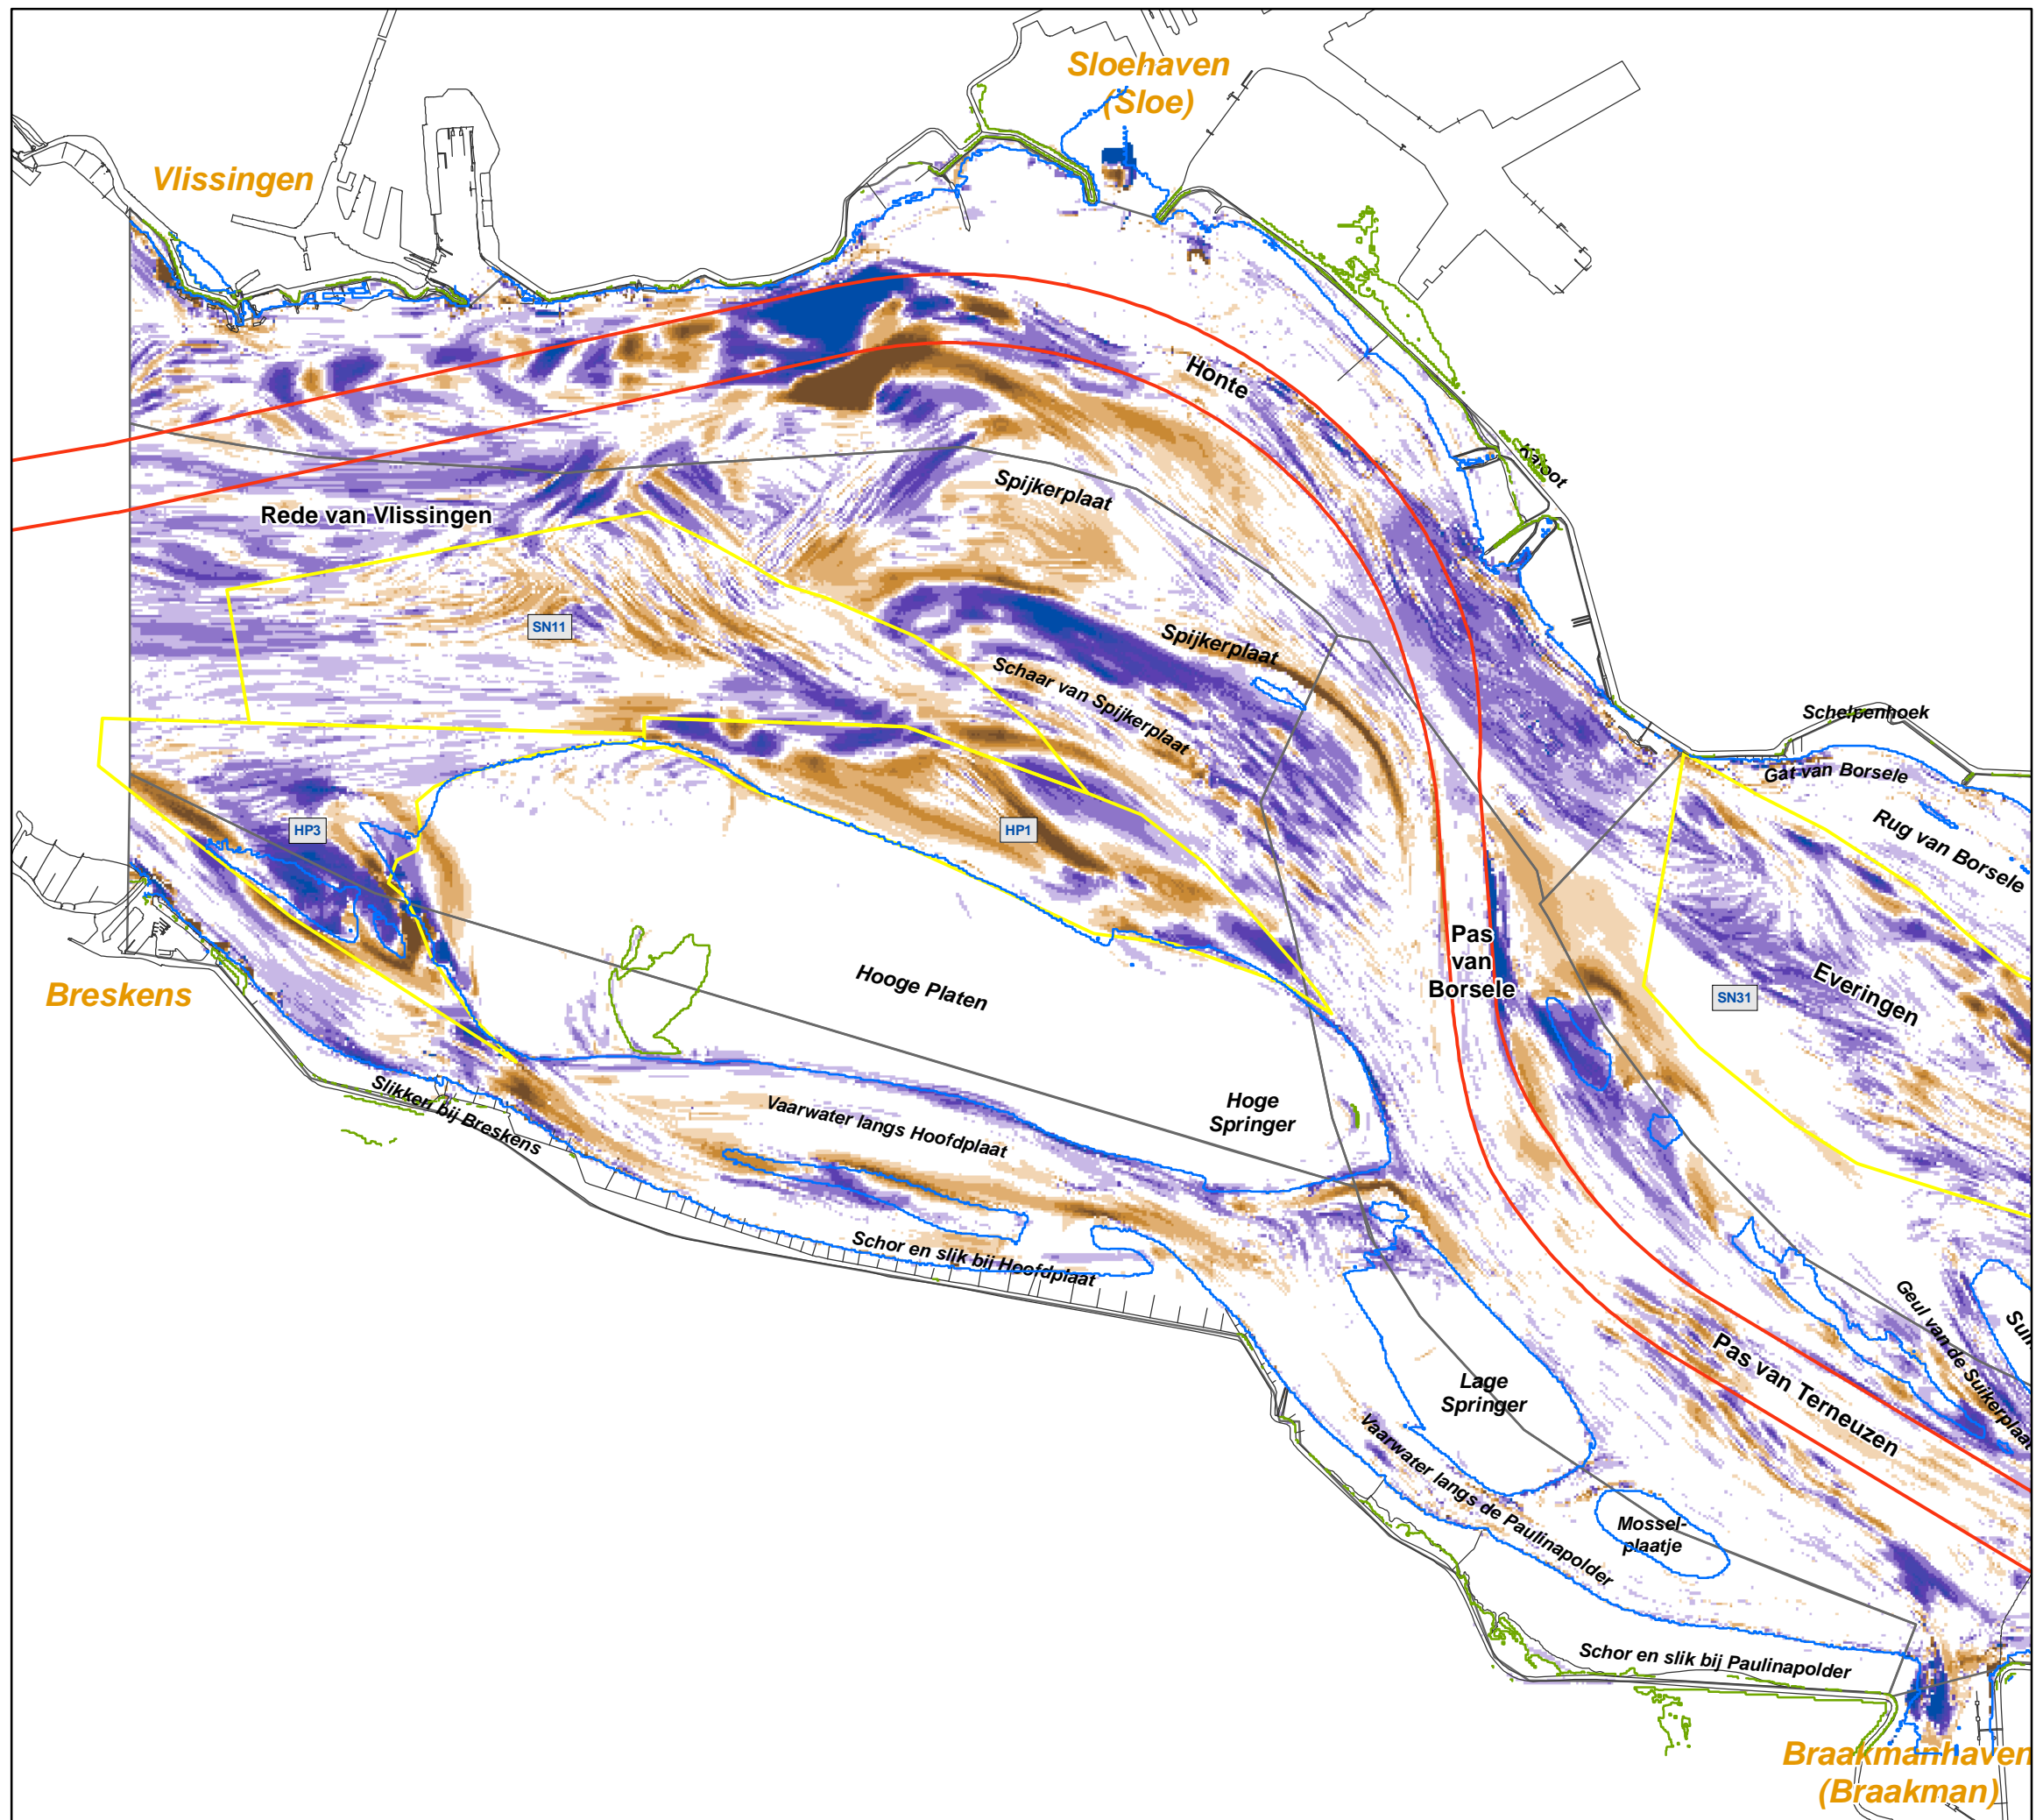 Sloehaven
(Sloe)
Vlissingen
Honte
Kaloot
Spijkerplaat
Rede van Vlissingen
SN11
Spijkerplaat
Schaar van Spijkerplaat
Schelpenhoek
Gat van Borsele
Rug van Borsele
HP3
HP1
Pas
van
Borsele
Everingen
SN31
Breskens
Hooge Platen
Hoge
Springer
Slikken bij Breskens
Vaarwater langs Hoofdplaat
Schor en slik bij Hoofdplaat
Geul van de Suikerplaat
Pas van Terneuzen
Lage
Springer
Vaarwater langs de Paulinapolder
Mossel-
plaatje
Schor en slik bij Paulinapolder
Braakmanhaven
(Braakman)